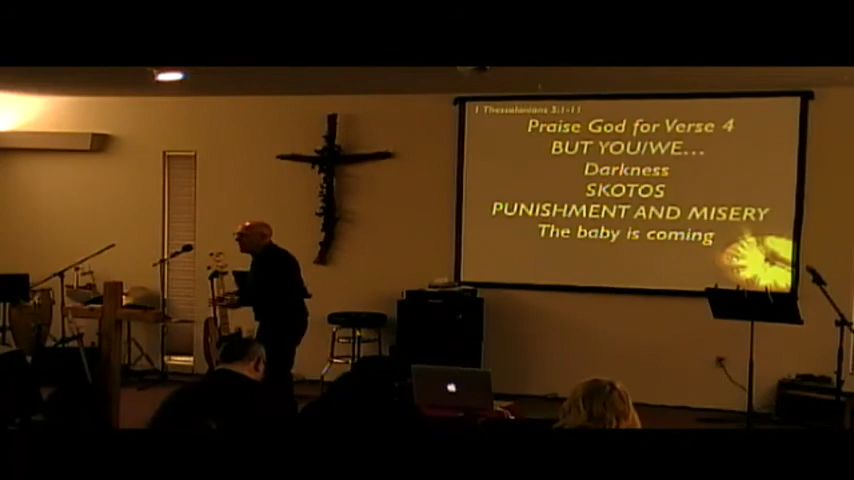 1 Thessalonians 5:1-11
Praise God for Verse 4
BUT YOU/WE...
Darkness
SKOTOS
PUNISHMENT AND MISERY
The baby is coming